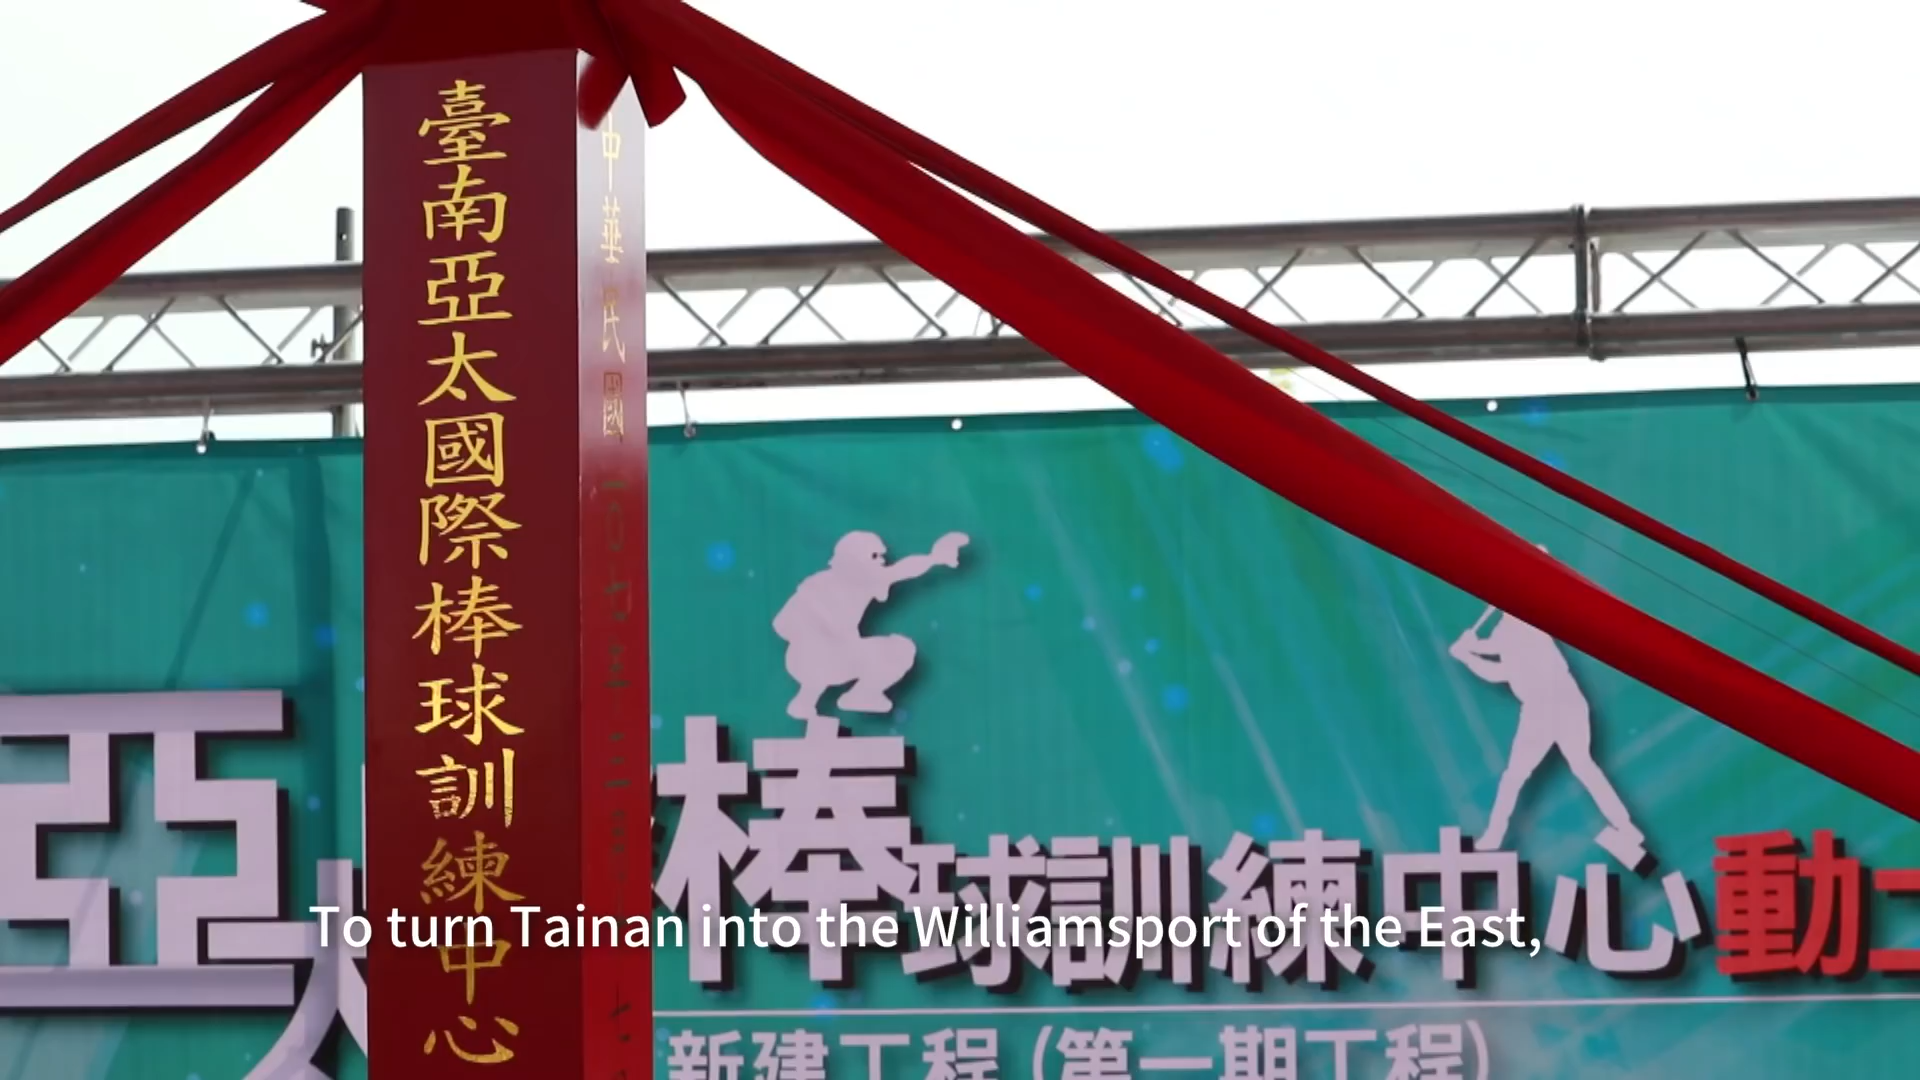 臺南亞太國際棒球訓練中心
中華民國
亞太
棒球訓練中心動
新建工程 (第一期工程)
To turn Tainan into the Williamsport of the East,